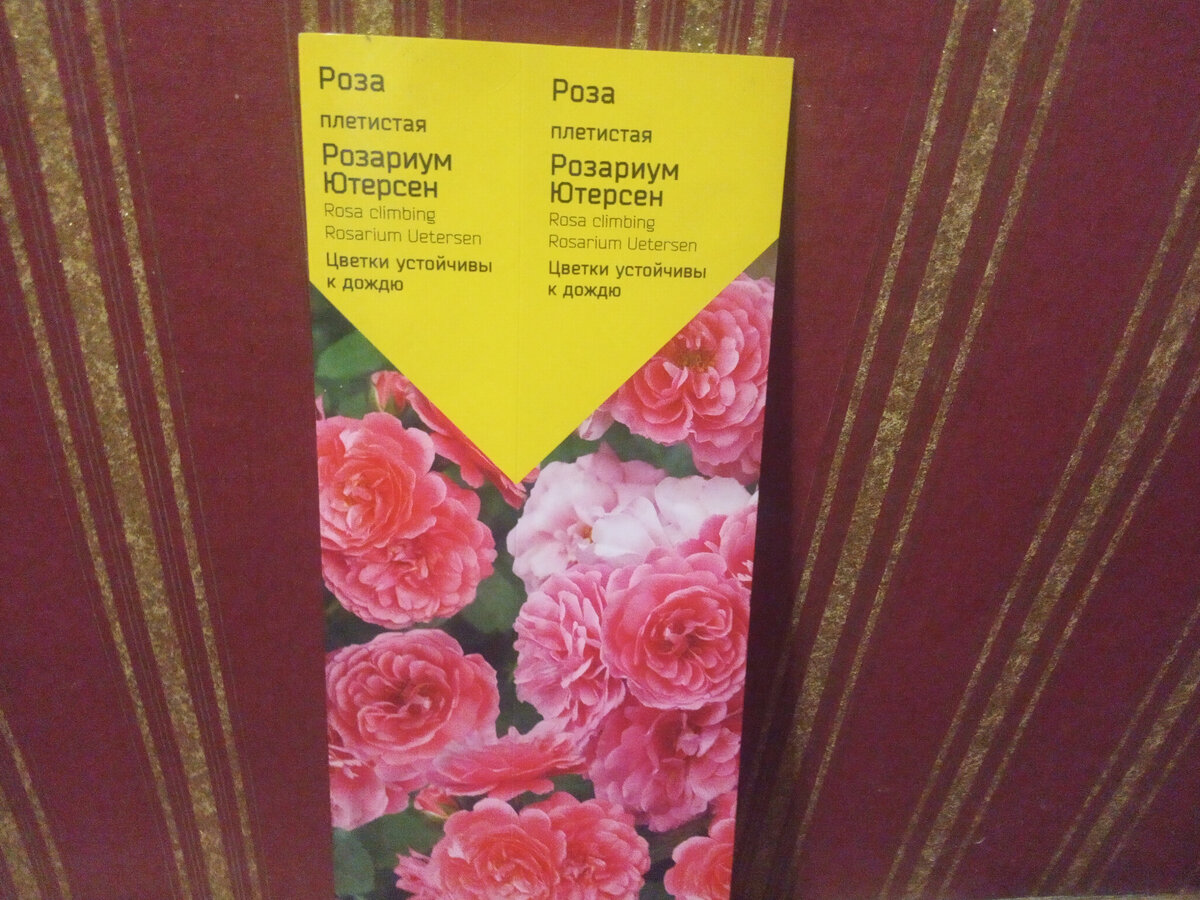 Роза
плетистая
Розариум
Ютерсен
Rosa climbing
Rosarium Uetersen
Цветки устойчивы
к дождю
Роза
плетистая
Розариум
Ютерсен
Rosa climbing
Rosarium Uetersen
Цветки устойчивы
к дождю